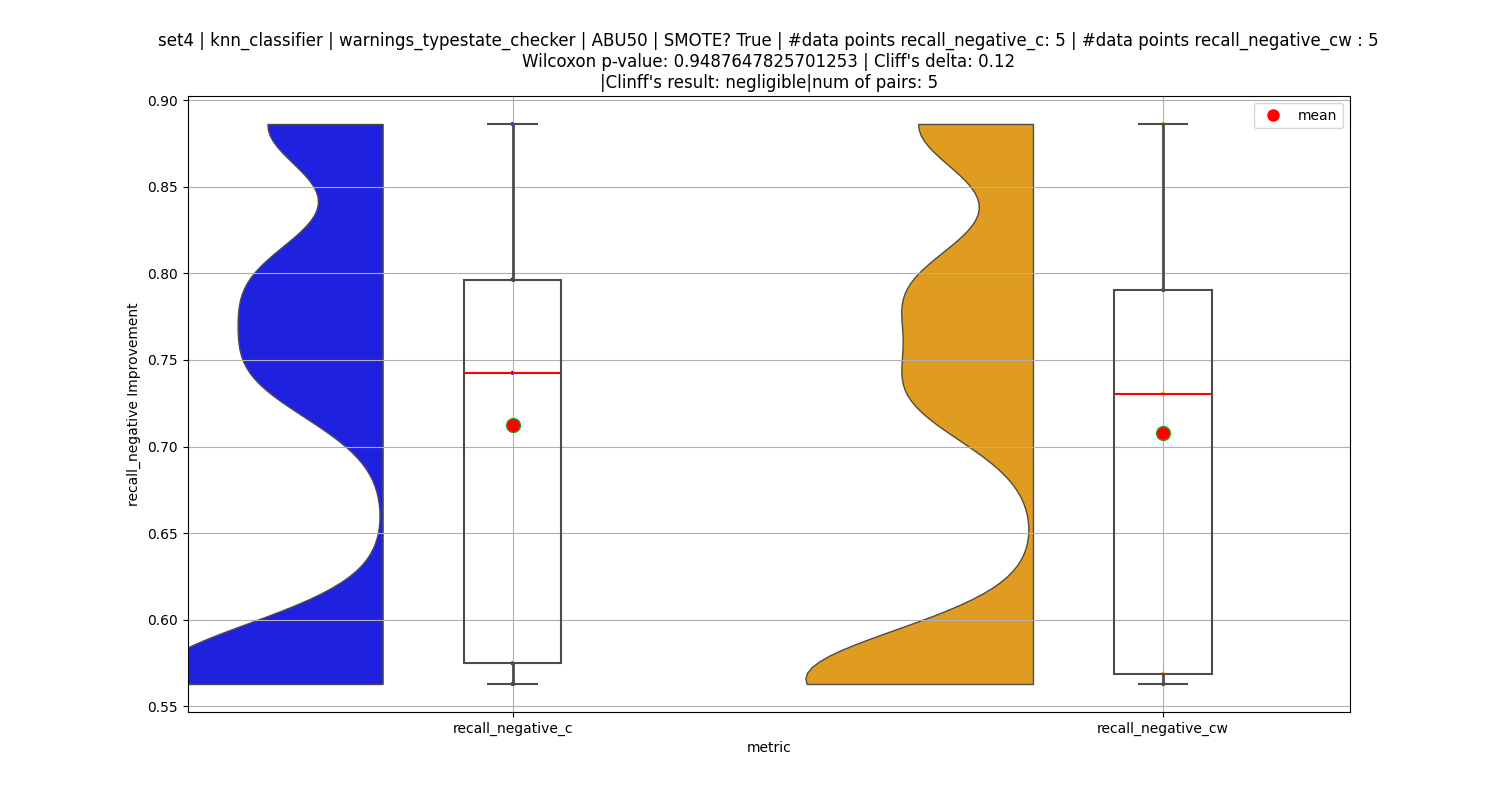 set4 | knn_classifier | warnings_typestate_checker | ABU50 | SMOTE? True | #data points recall_negative_c: 5 | #data points recall_negative_cw : 5
Wilcoxon p-value: 0.9487647825701253 | Cliff's delta: 0.12
|Clinff's result: negligible|num of pairs: 5
mean
0.90
0.85
0.80
0.75
0.70
0.65
0.60
0.55
recall_negative Improvement
recall_negative_c
recall_negative_cw
metric